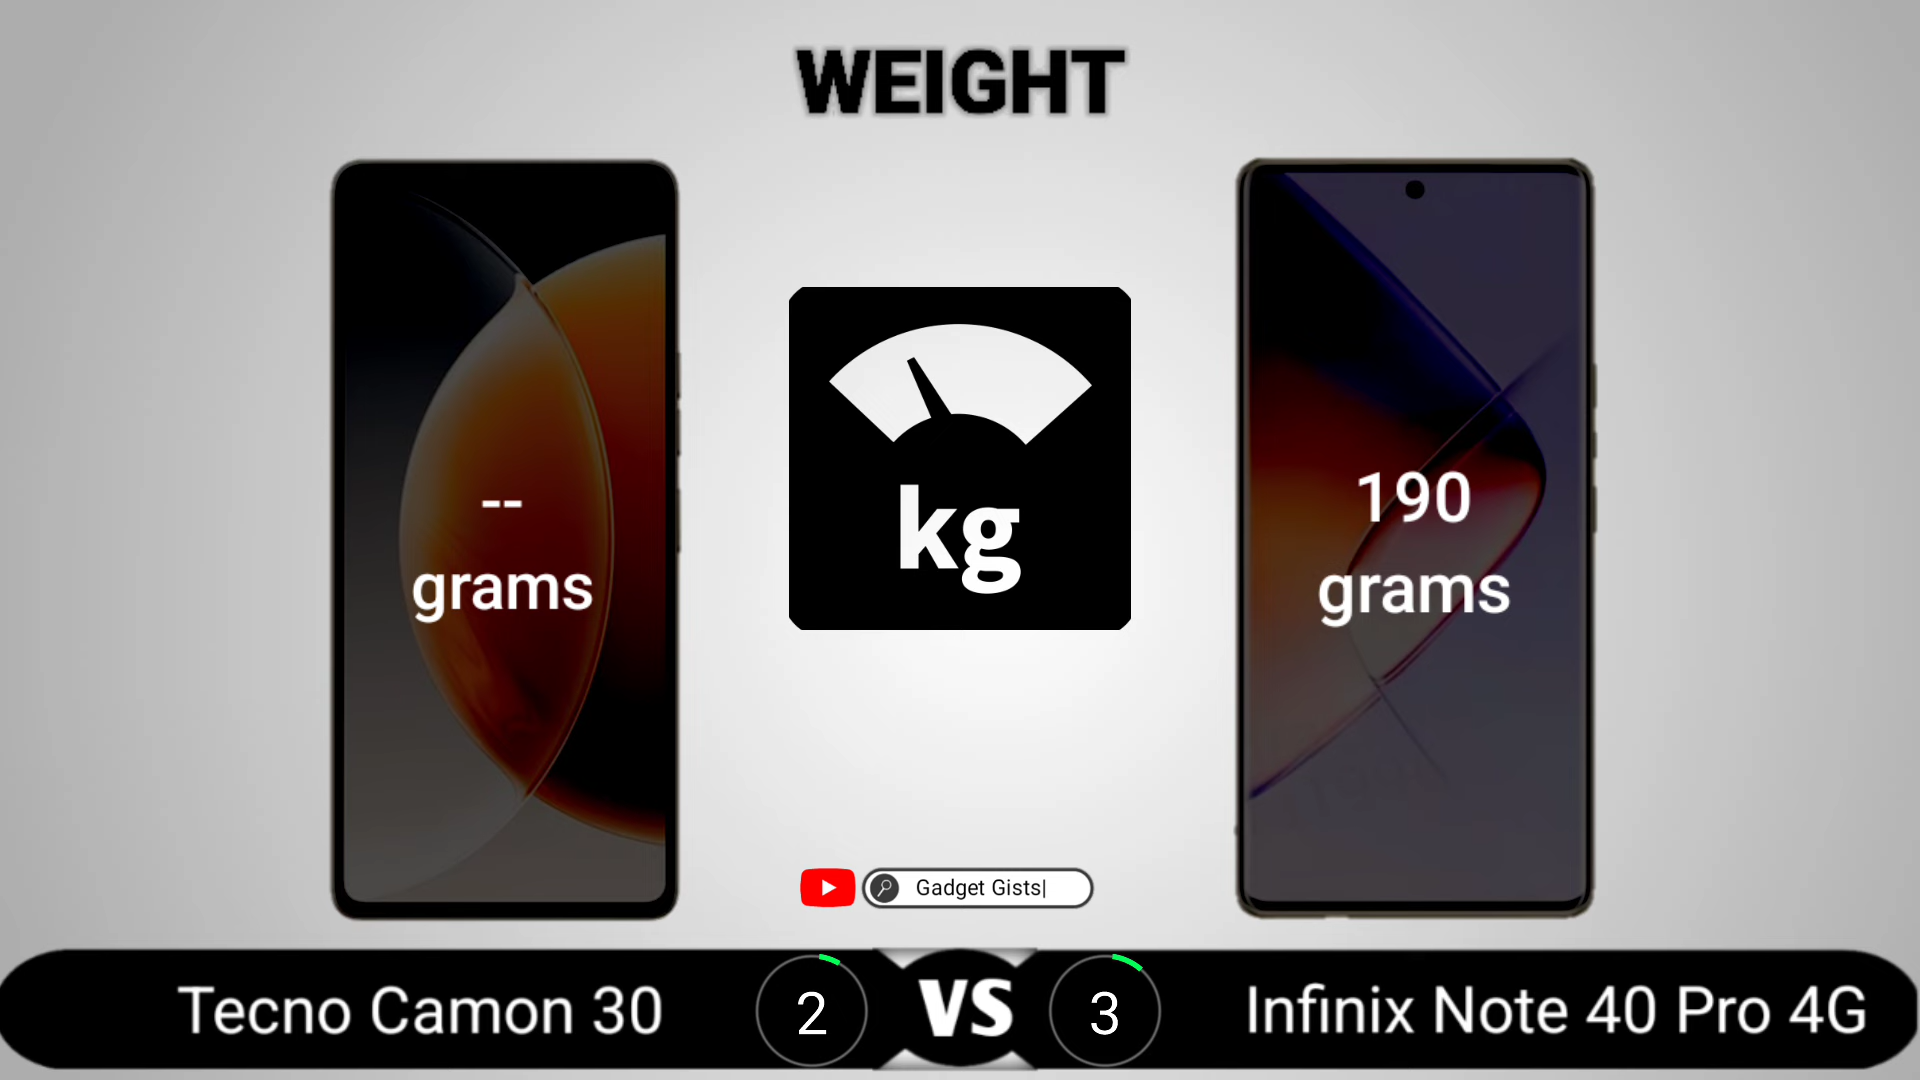 WEIGHT
--
grams
kg
190
grams
Gadget Gists|
Tecno Camon 30
2
VS
3
Infinix Note 40 Pro 4G